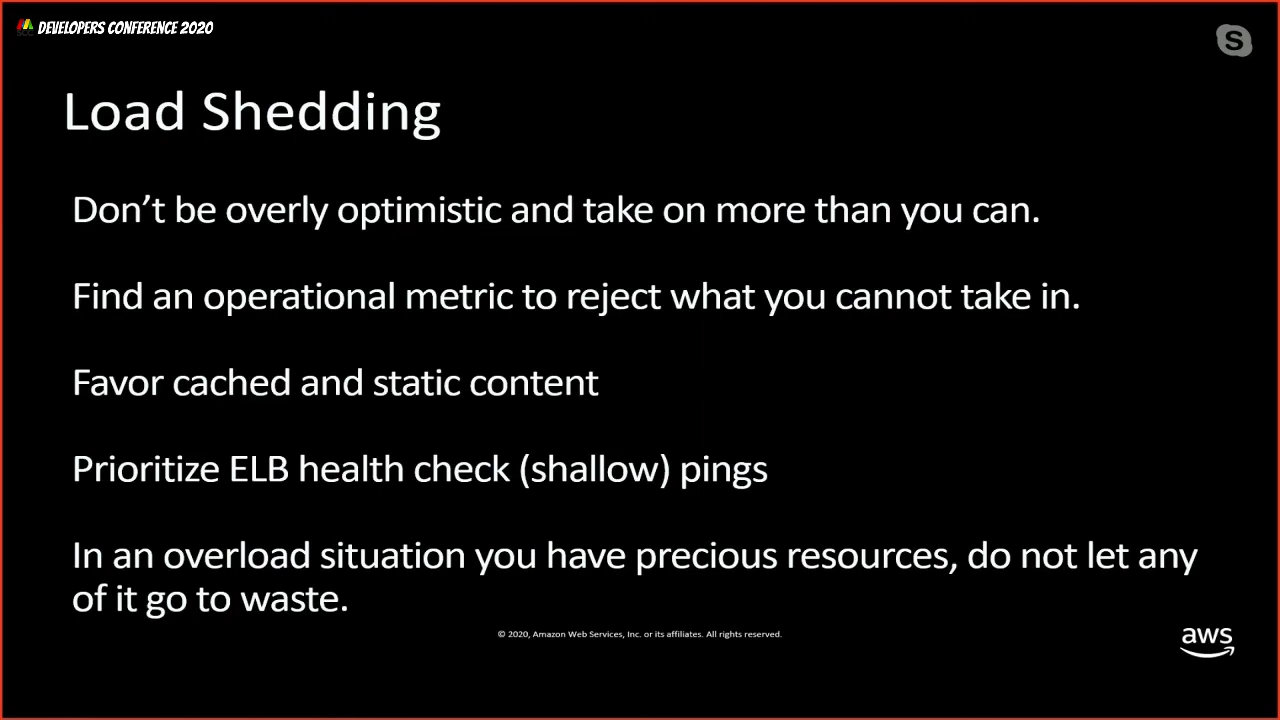 DEVELOPERS CONFERENCE 2020
S
Load Shedding
Don’t be overly optimistic and take on more than you can.
Find an operational metric to reject what you cannot take in.
Favor cached and static content
Prioritize ELB health check (shallow) pings
In an overload situation you have precious resources, do not let any
of it go to waste.
© 2020, Amazon Web Services, Inc. or its affiliates. All rights reserved.
aws